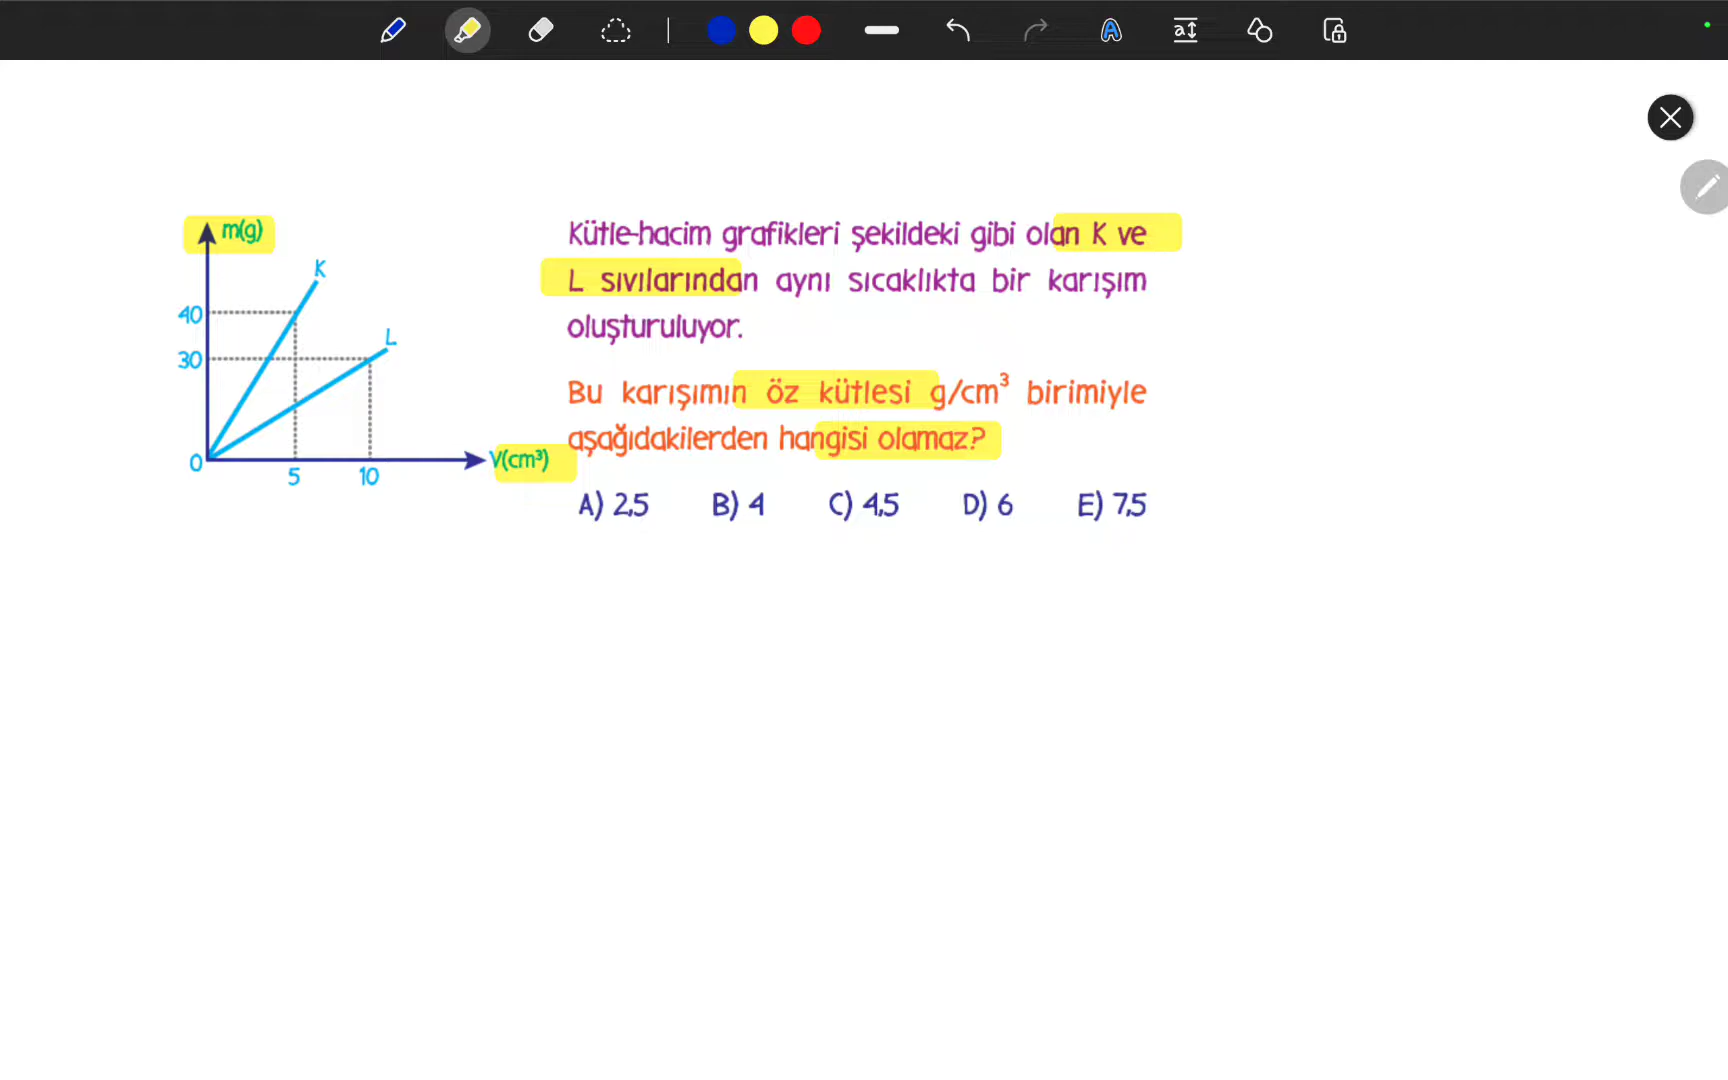 m(g)
K
40
L
30
0
5
10
V(cm³)
Kütle-hacim grafikleri şekildeki gibi olan K ve
L sıvılarından aynı sıcaklıkta bir karışım
oluşturuluyor.
Bu karışımın öz kütlesi g/cm³ birimiyle
aşağıdakilerden hangisi olamaz?
A) 2,5 B) 4 C) 4,5 D) 6 E) 7,5